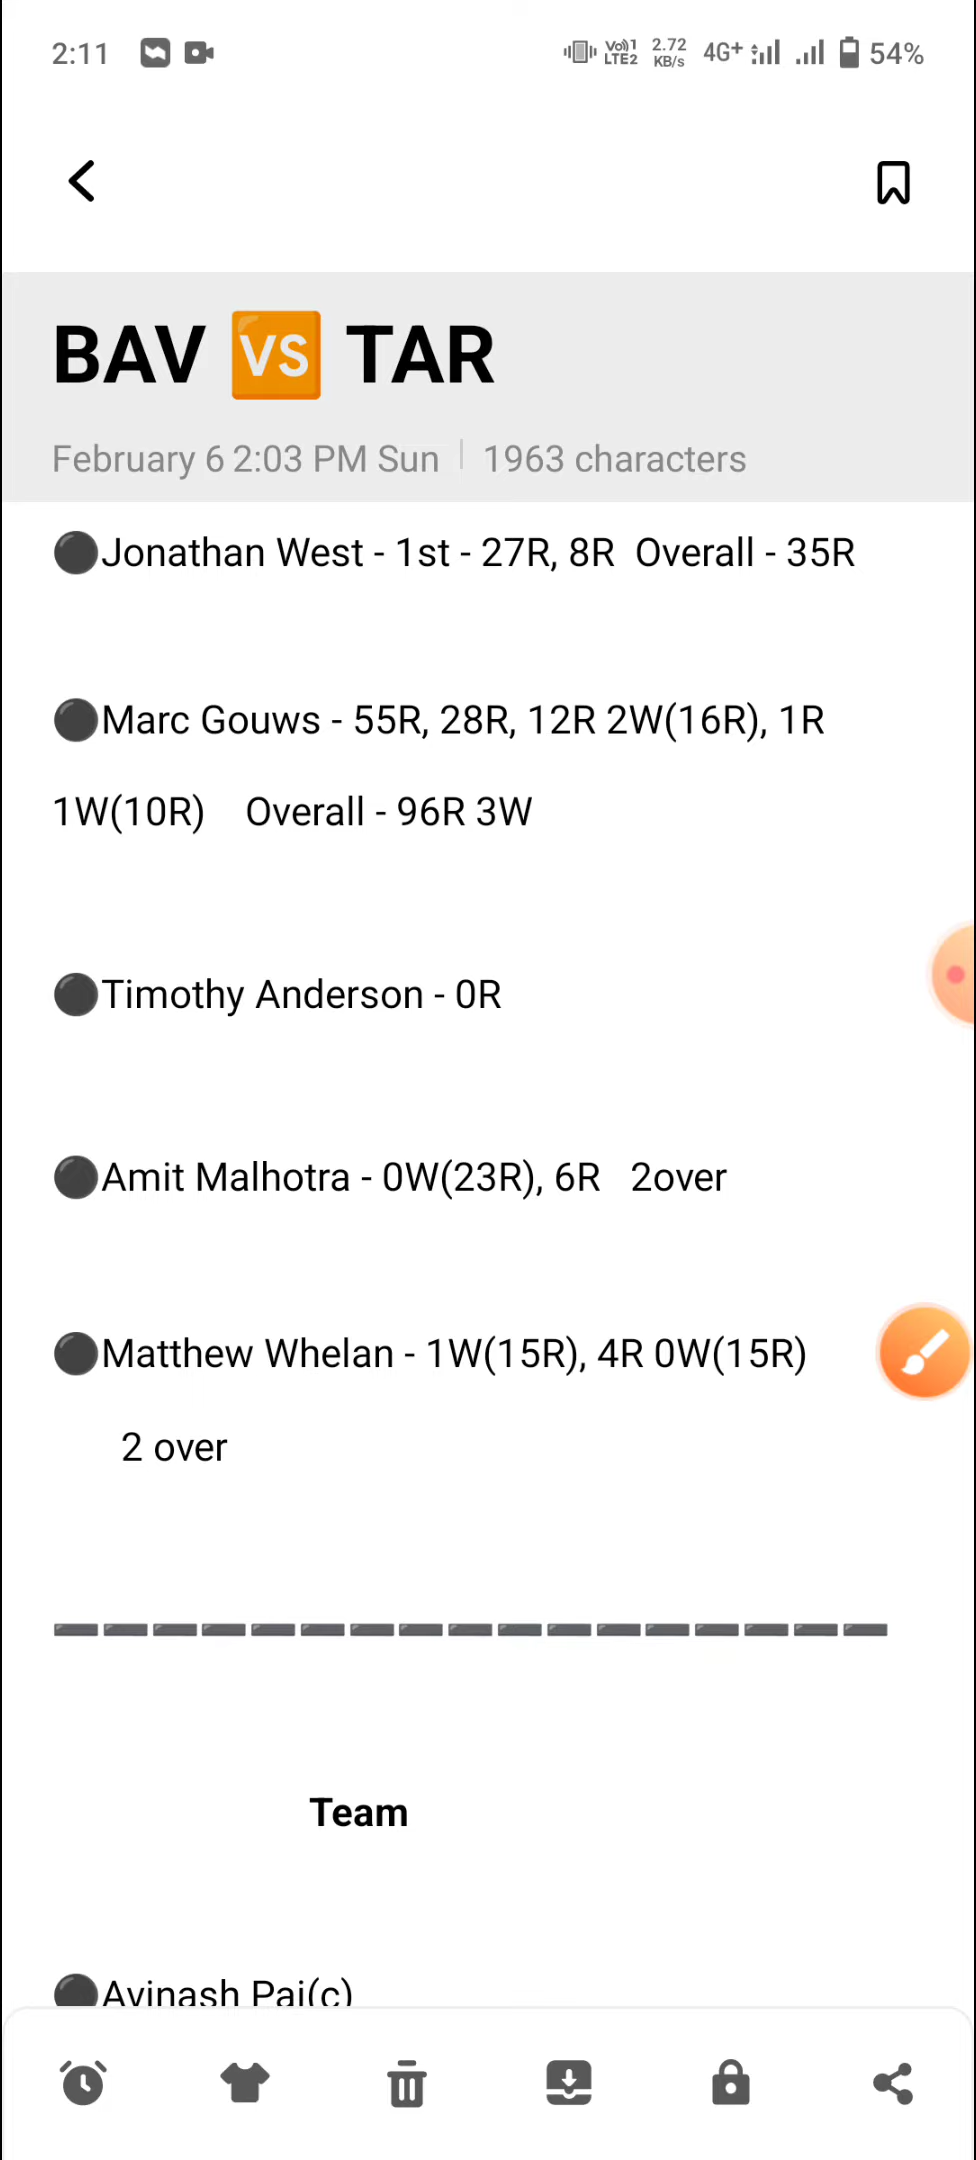 2:11 Vo)) 1 LTE2 2.72 KB/s 4G+ 54%
BAV VS TAR
February 6 2:03 PM Sun | 1963 characters
⚫Jonathan West - 1st - 27R, 8R Overall - 35R
⚫Marc Gouws - 55R, 28R, 12R 2W(16R), 1R
1W(10R) Overall - 96R 3W
⚫Timothy Anderson - 0R
⚫Amit Malhotra - 0W(23R), 6R 2over
⚫Matthew Whelan - 1W(15R), 4R 0W(15R)
2 over
Team
⚫Avinash Pai(c)